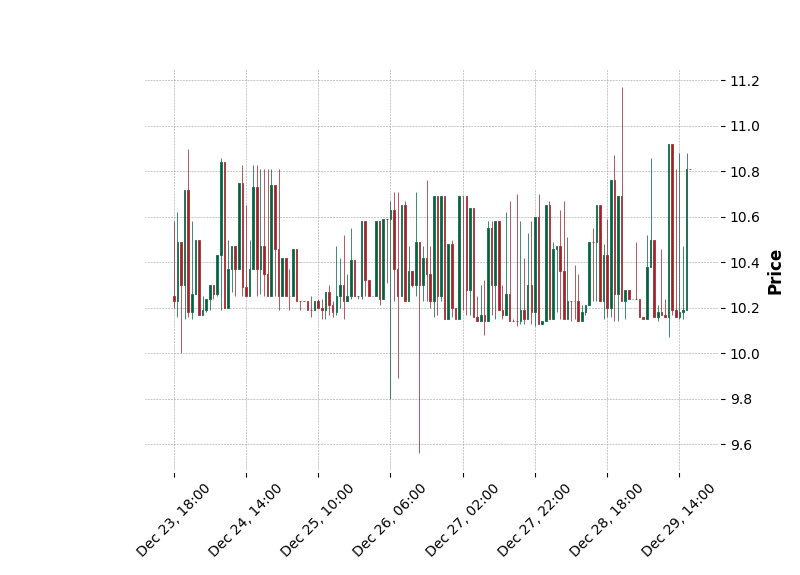 11.2
11.0
10.8
10.6
10.4
10.2
10.0
9.8
9.6
Price
Dec 23, 18:00
Dec 24, 14:00
Dec 25, 10:00
Dec 26, 06:00
Dec 27, 02:00
Dec 27, 22:00
Dec 28, 18:00
Dec 29, 14:00